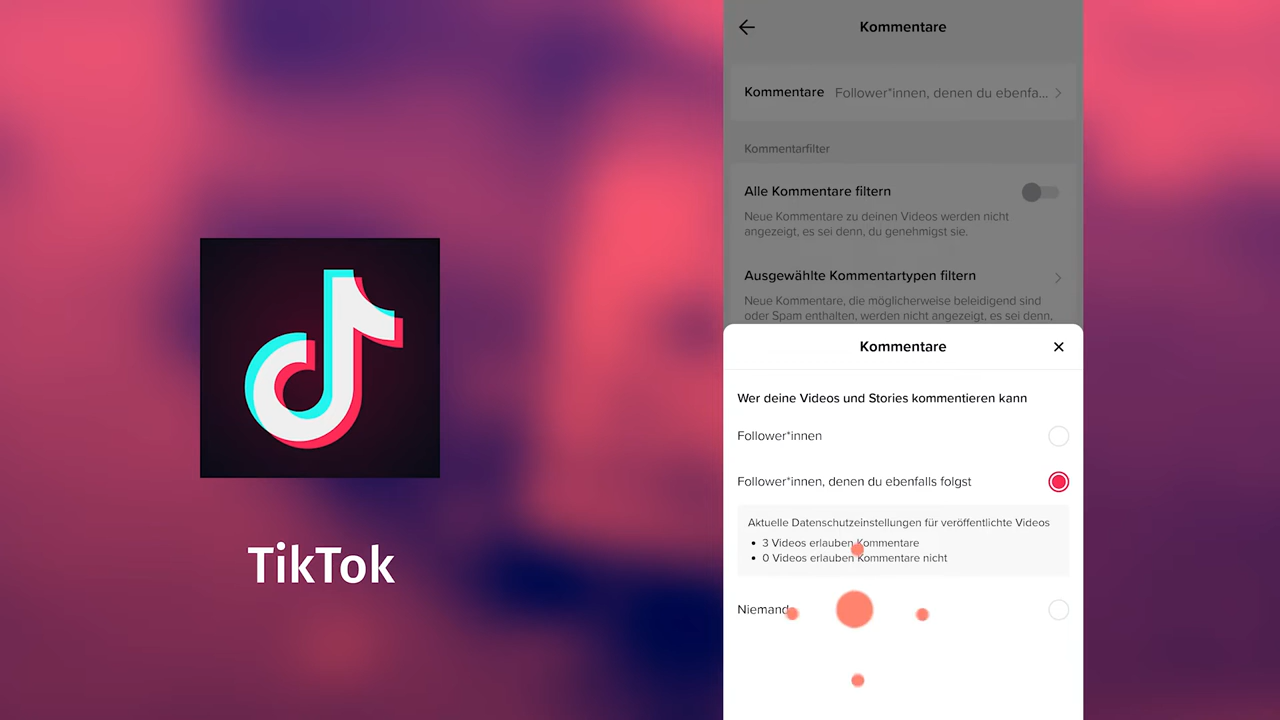 TikTok
Kommentare
Kommentare Follower*innen, denen du ebenfa...
Kommentarfilter
Alle Kommentare filtern
Neue Kommentare zu deinen Videos werden nicht
angezeigt, es sei denn, du genehmigst sie.
Ausgewählte Kommentartypen filtern
Neue Kommentare, die möglicherweise beleidigend sind
oder Spam enthalten, werden nicht angezeigt, es sei denn,
Kommentare
Wer deine Videos und Stories kommentieren kann
Follower*innen
Follower*innen, denen du ebenfalls folgst
Aktuelle Datenschutzeinstellungen für veröffentlichte Videos
• 3 Videos erlauben Kommentare
• 0 Videos erlauben Kommentare nicht
Niemand